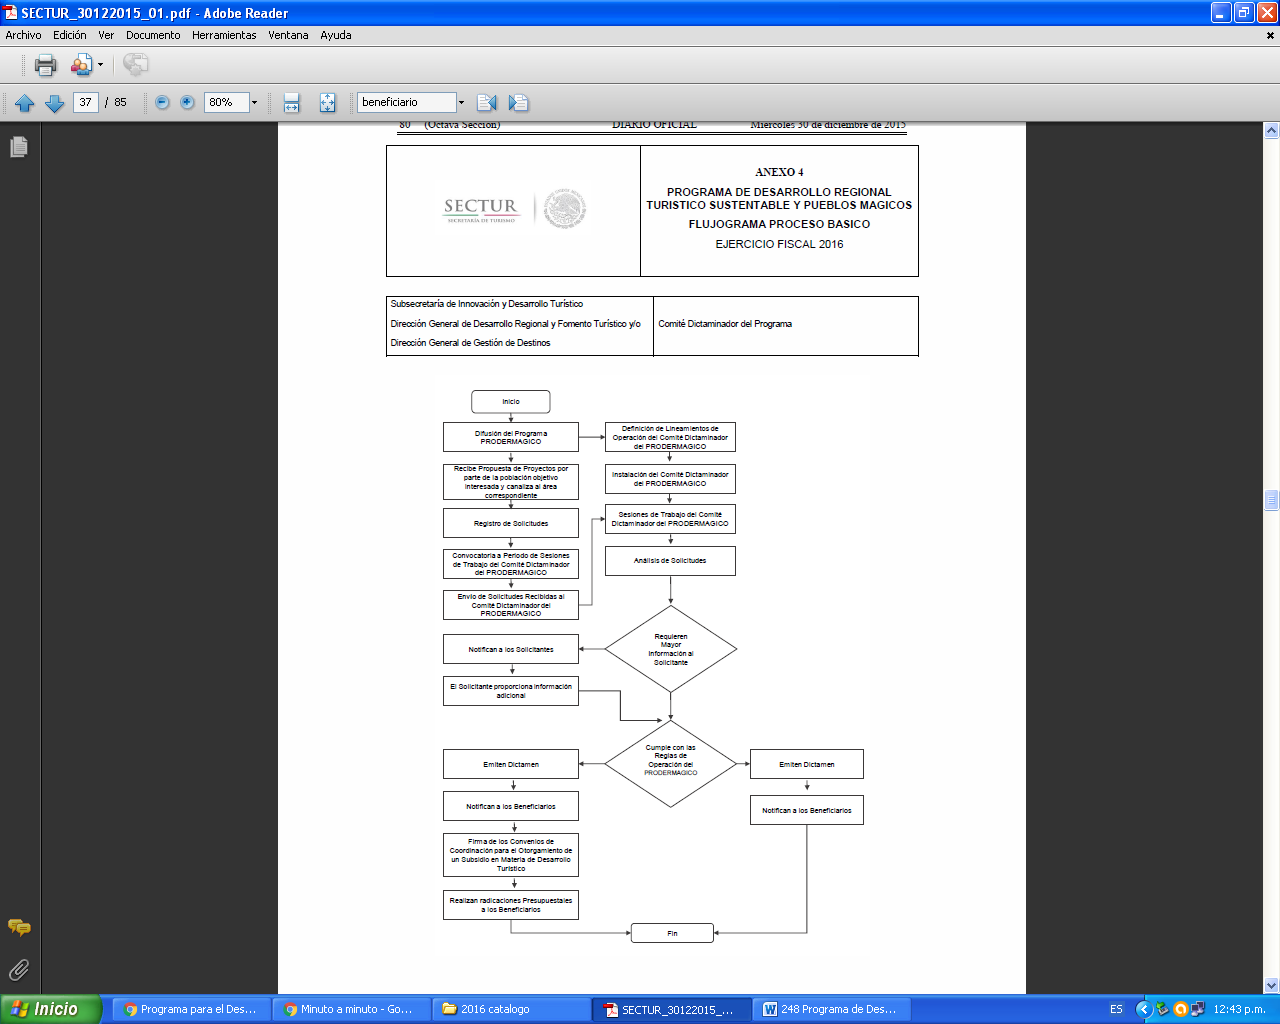 SECTUR_30122015_01.pdf - Adobe Reader
Archivo Edición Ver Documento Herramientas Ventana Ayuda
37 / 85 80% beneficiario
80 (Octava Sección) DIARIO OFICIAL Miércoles 30 de diciembre de 2015
SECTUR
SECRETARÍA DE TURISMO
ANEXO 4
PROGRAMA DE DESARROLLO REGIONAL
TURISTICO SUSTENTABLE Y PUEBLOS MAGICOS
FLUJOGRAMA PROCESO BASICO
EJERCICIO FISCAL 2016
Subsecretaría de Innovación y Desarrollo Turístico
Dirección General de Desarrollo Regional y Fomento Turístico y/o
Dirección General de Gestión de Destinos
Comité Dictaminador del Programa
Inicio
Difusión del Programa
PRODERMAGICO
Definición de Lineamientos de
Operación del Comité Dictaminador
del PRODERMAGICO
Recibe Propuesta de Proyectos por
parte de la población objetivo
interesada y canaliza al área
correspondiente
Instalación del Comité Dictaminador
del PRODERMAGICO
Registro de Solicitudes
Sesiones de Trabajo del Comité
Dictaminador del PRODERMAGICO
Convocatoria a Periodo de Sesiones
de Trabajo del Comité Dictaminador
del PRODERMAGICO
Análisis de Solicitudes
Envío de Solicitudes Recibidas al
Comité Dictaminador del
PRODERMAGICO
Requieren
Mayor
Información al
Solicitante
Notifican a los Solicitantes
El Solicitante proporciona información
adicional
Cumple con las
Reglas de
Operación del
PRODERMAGICO
Emiten Dictamen
Emiten Dictamen
Notifican a los Beneficiarios
Notifican a los Beneficiarios
Firma de los Convenios de
Coordinación para el Otorgamiento de
un Subsidio en Materia de Desarrollo
Turístico
Realizan radicaciones Presupuestales
a los Beneficiarios
Fin
Inicio Programa para el Des... Minuto a minuto - Go... 2016 catalogo SECTUR_30122015_... 248 Programa de Des... ES 12:43 p.m.